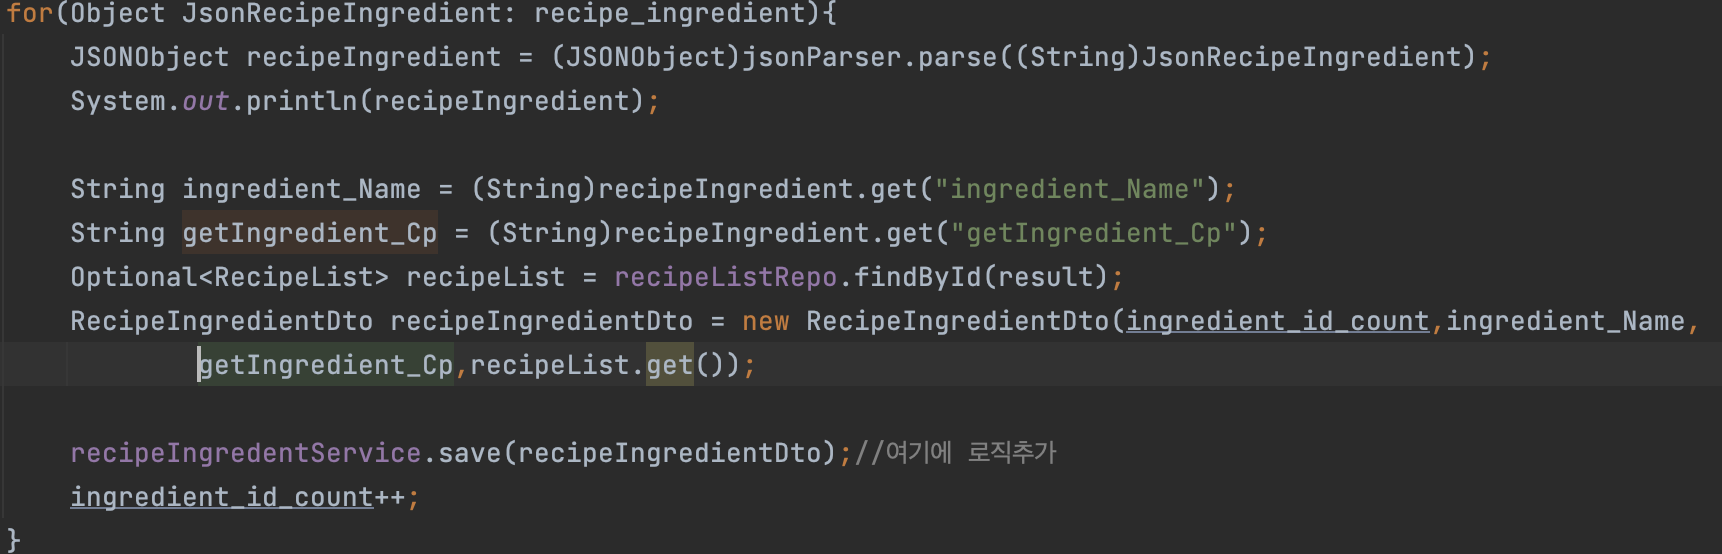 for(Object JsonRecipeIngredient: recipe_ingredient){
JSONObject recipeIngredient = (JSONObject)jsonParser.parse((String)JsonRecipeIngredient);
System.out.println(recipeIngredient);
String ingredient_Name = (String)recipeIngredient.get("ingredient_Name");
String getIngredient_Cp = (String)recipeIngredient.get("getIngredient_Cp");
Optional<RecipeList> recipeList = recipeListRepo.findById(result);
RecipeIngredientDto recipeIngredientDto = new RecipeIngredientDto(ingredient_id_count,ingredient_Name,
getIngredient_Cp,recipeList.get());
recipeIngredentService.save(recipeIngredientDto);//여기에 로직추가
ingredient_id_count++;
}